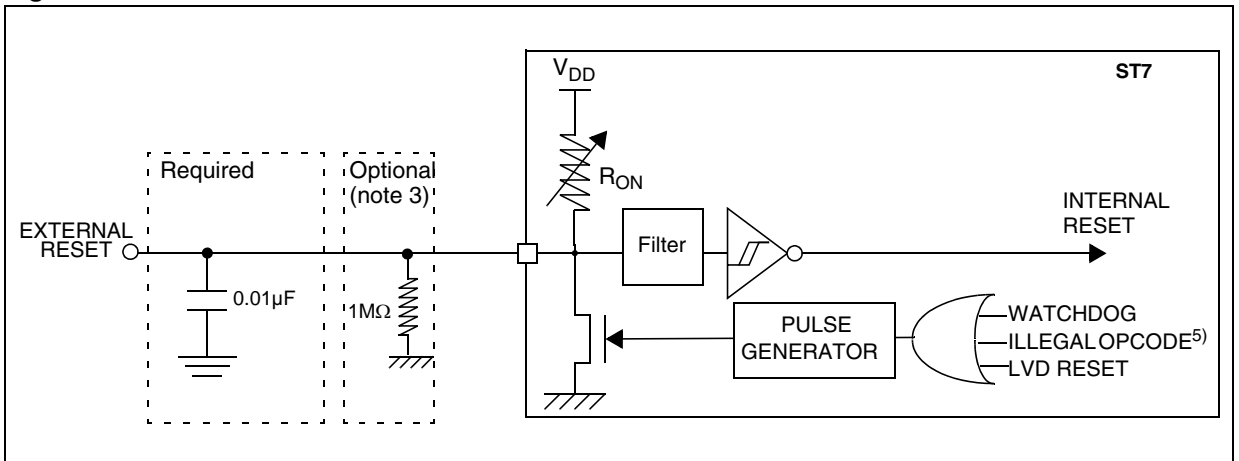 ST7
V_DD
R_ON
Required
Optional
(note 3)
EXTERNAL
RESET
0.01µF
1MΩ
Filter
INTERNAL
RESET
PULSE
GENERATOR
WATCHDOG
ILLEGAL OPCODE⁵⁾
LVD RESET